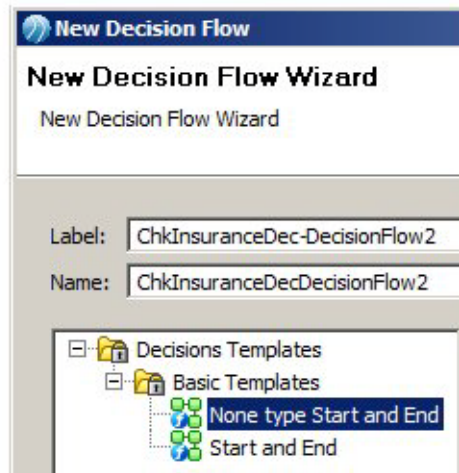 New Decision Flow
New Decision Flow Wizard
New Decision Flow Wizard
Label: ChkInsuranceDec-DecisionFlow2
Name: ChkInsuranceDecDecisionFlow2
Decisions Templates
Basic Templates
None type Start and End
Start and End